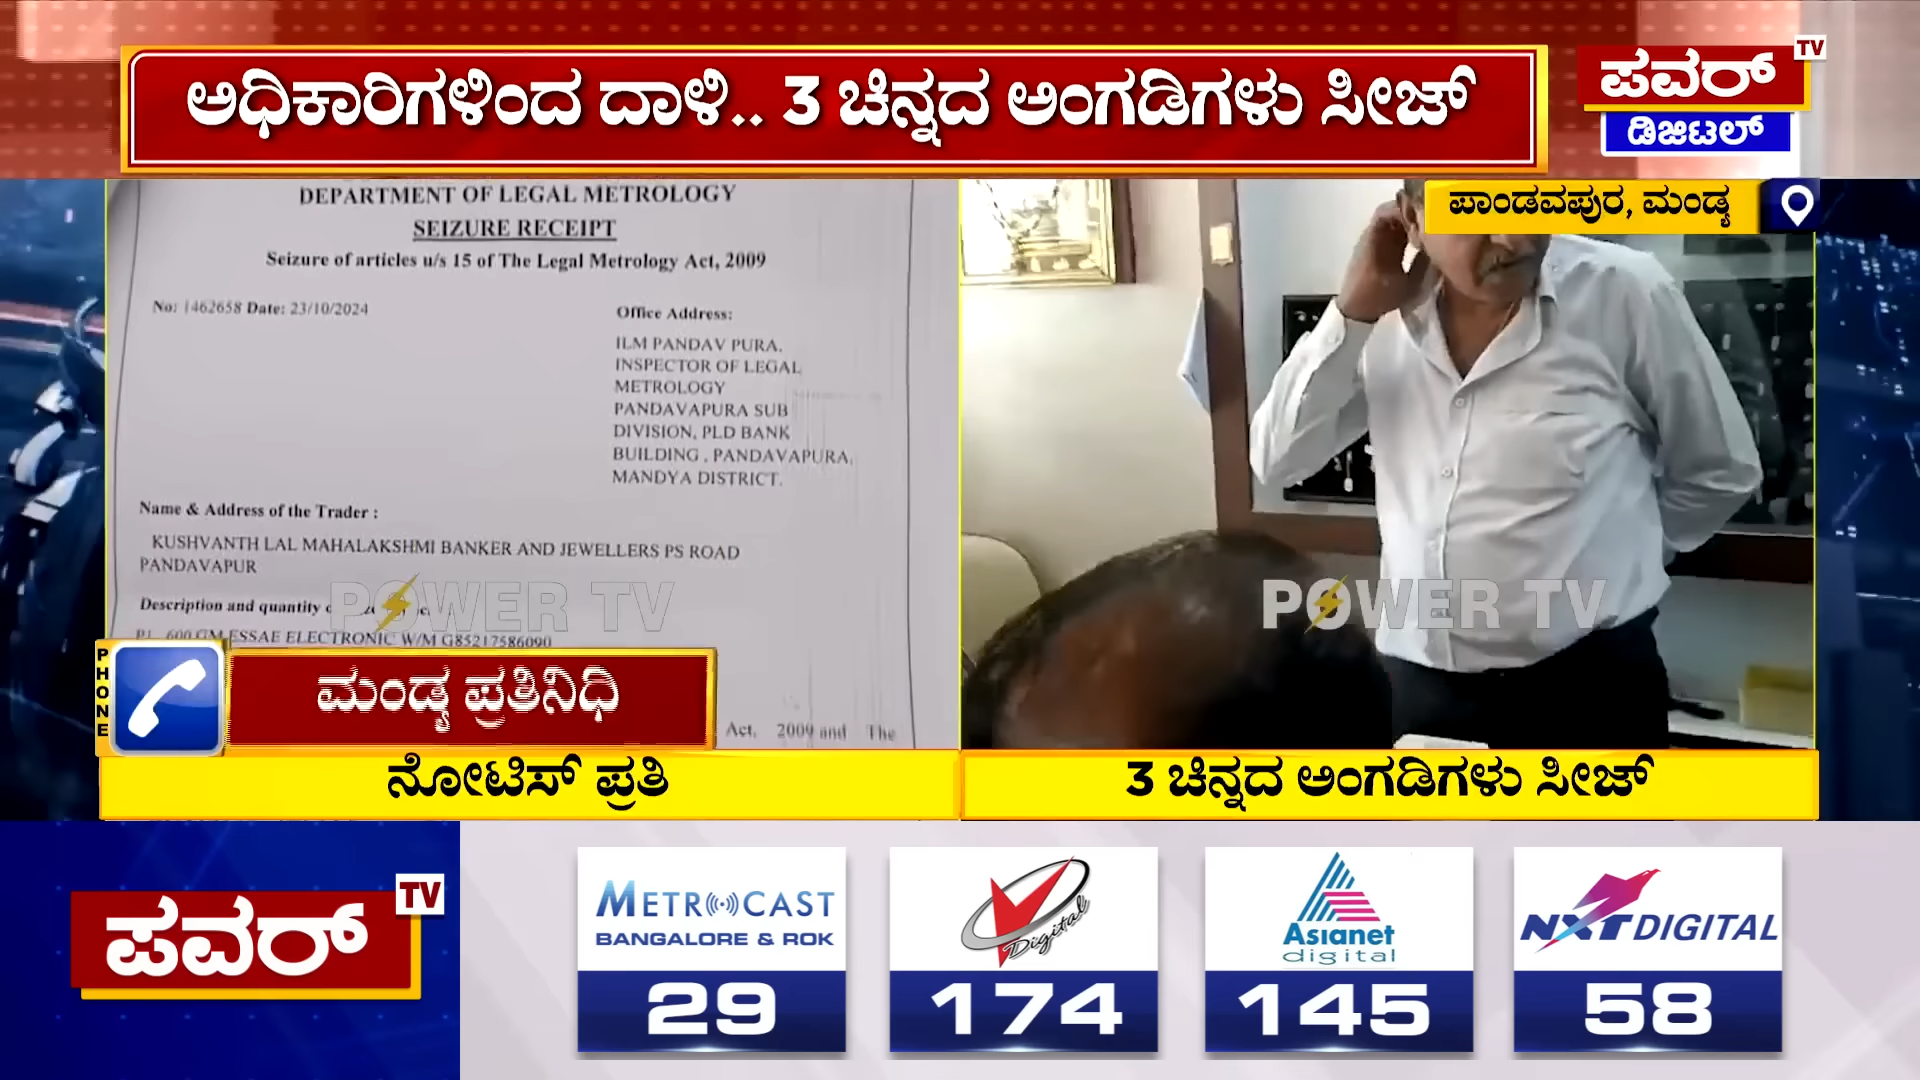 ಅಧಿಕಾರಿಗಳಿಂದ ದಾಳಿ.. 3 ಚಿನ್ನದ ಅಂಗಡಿಗಳು ಸೀಜ್
ಪವರ್ TV
ಡಿಜಿಟಲ್
ಪಾಂಡವಪುರ, ಮಂಡ್ಯ
DEPARTMENT OF LEGAL METROLOGY
SEIZURE RECEIPT
Seizure of articles u/s 15 of The Legal Metrology Act, 2009
No: 1462658 Date: 23/10/2024
Office Address:
ILM PANDAV PURA,
INSPECTOR OF LEGAL
METROLOGY
PANDAVAPURA SUB
DIVISION, PLD BANK
BUILDING , PANDAVAPURA,
MANDYA DISTRICT.
Name & Address of the Trader :
KUSHVANTH LAL MAHALAKSHMI BANKER AND JEWELLERS PS ROAD
PANDAVAPUR
Description and quantity
600 GM ESSAE ELECTRONIC W/M G85217586090
Act, 2009 and The
POWER TV
POWER TV
PHONE
ಮಂಡ್ಯ ಪ್ರತಿನಿಧಿ
ನೋಟಿಸ್ ಪ್ರತಿ
3 ಚಿನ್ನದ ಅಂಗಡಿಗಳು ಸೀಜ್
ಪವರ್ TV
METROCAST
BANGALORE & ROK
29
V Digital
174
Asianet
digital
145
NXTDIGITAL
58